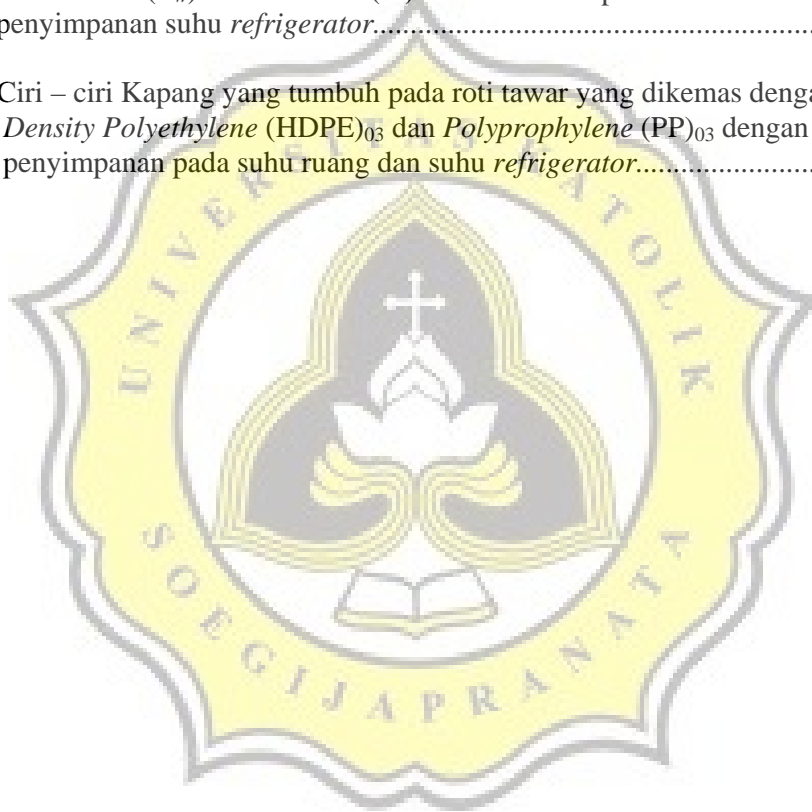 penyimpanan suhu refrigerator
Ciri – ciri Kapang yang tumbuh pada roti tawar yang dikemas
Density Polyethylene (HDPE)03 dan Polyprophylene (PP)03 dengan
penyimpanan pada suhu ruang dan suhu refrigerator
UNIVERSITAS KATOLIK
SOEGIJAPRANATA